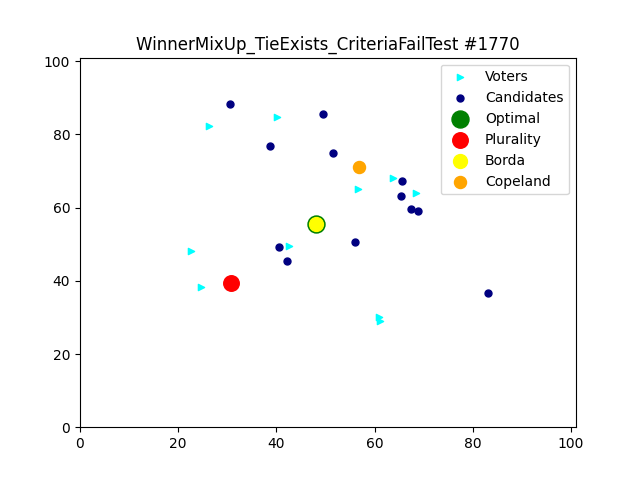 WinnerMixUp_TieExists_CriteriaFailTest #1770
Voters
Candidates
Optimal
Plurality
Borda
Copeland
100
80
60
40
20
0
0 20 40 60 80 100